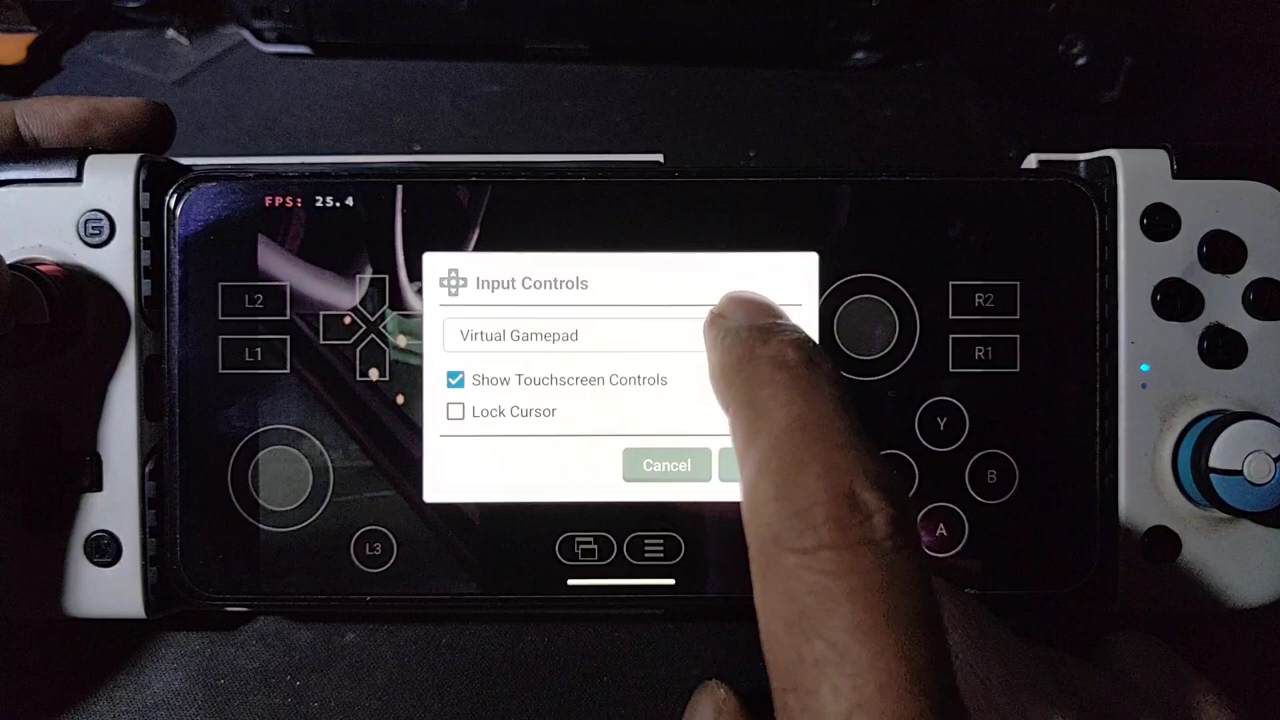 FPS: 25.4
Input Controls
L2
R2
Virtual Gamepad
L1
R1
Show Touchscreen Controls
Lock Cursor
Y
Cancel
B
A
L3
G